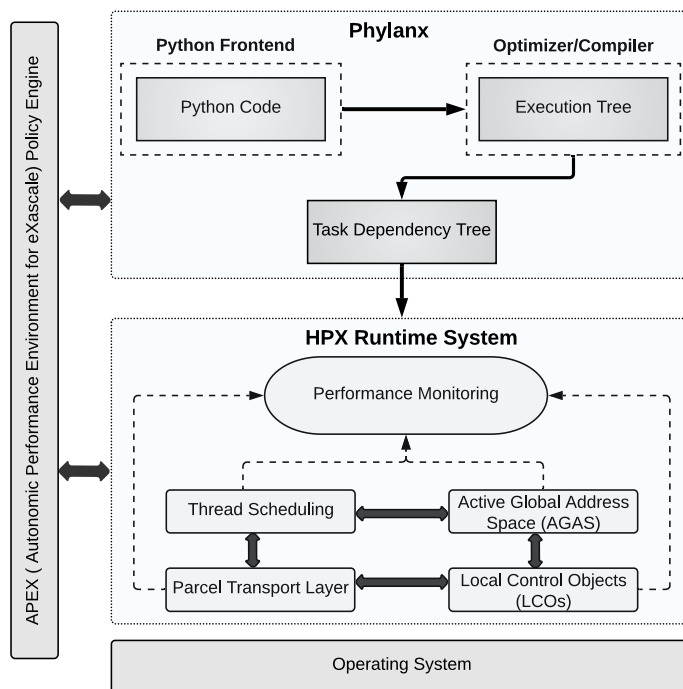 APEX ( Autonomic Performance Environment for eXascale) Policy Engine
Phylanx
Python Frontend
Optimizer/Compiler
Python Code
Execution Tree
Task Dependency Tree
HPX Runtime System
Performance Monitoring
Thread Scheduling
Active Global Address
Space (AGAS)
Parcel Transport Layer
Local Control Objects
(LCOs)
Operating System